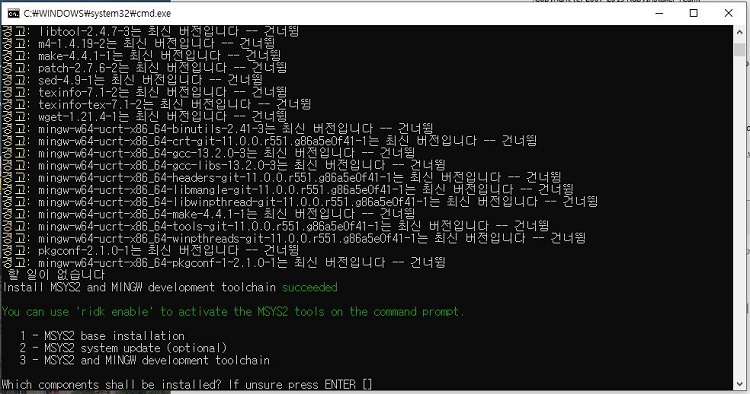 C:₩WINDOWS₩system32₩cmd.exe
경고: libtool-2.4.7-3는 최신 버전입니다 -- 건너뜀
경고: m4-1.4.19-2는 최신 버전입니다 -- 건너뜀
경고: make-4.4.1-1는 최신 버전입니다 -- 건너뜀
경고: patch-2.7.6-2는 최신 버전입니다 -- 건너뜀
경고: sed-4.9-1는 최신 버전입니다 -- 건너뜀
경고: texinfo-7.1-2는 최신 버전입니다 -- 건너뜀
경고: texinfo-tex-7.1-2는 최신 버전입니다 -- 건너뜀
경고: wget-1.21.4-1는 최신 버전입니다 -- 건너뜀
경고: mingw-w64-ucrt-x86_64-binutils-2.41-3는 최신 버전입니다 -- 건너뜀
경고: mingw-w64-ucrt-x86_64-crt-git-11.0.0.r551.g86a5e0f41-1는 최신 버전입니다 -- 건너뜀
경고: mingw-w64-ucrt-x86_64-gcc-13.2.0-3는 최신 버전입니다 -- 건너뜀
경고: mingw-w64-ucrt-x86_64-gcc-libs-13.2.0-3는 최신 버전입니다 -- 건너뜀
경고: mingw-w64-ucrt-x86_64-headers-git-11.0.0.r551.g86a5e0f41-1는 최신 버전입니다 -- 건너뜀
경고: mingw-w64-ucrt-x86_64-libmangle-git-11.0.0.r551.g86a5e0f41-1는 최신 버전입니다 -- 건너뜀
경고: mingw-w64-ucrt-x86_64-libwinpthread-git-11.0.0.r551.g86a5e0f41-1는 최신 버전입니다 -- 건너뜀
경고: mingw-w64-ucrt-x86_64-make-4.4.1-1는 최신 버전입니다 -- 건너뜀
경고: mingw-w64-ucrt-x86_64-tools-git-11.0.0.r551.g86a5e0f41-1는 최신 버전입니다 -- 건너뜀
경고: mingw-w64-ucrt-x86_64-winpthreads-git-11.0.0.r551.g86a5e0f41-1는 최신 버전입니다 -- 건너뜀
경고: pkgconf-2.1.0-1는 최신 버전입니다 -- 건너뜀
경고: mingw-w64-ucrt-x86_64-pkgconf-1~2.1.0-1는 최신 버전입니다 -- 건너뜀
할 일이 없습니다
Install MSYS2 and MINGW development toolchain succeeded
You can use 'ridk enable' to activate the MSYS2 tools on the command prompt.
1 - MSYS2 base installation
2 - MSYS2 system update (optional)
3 - MSYS2 and MINGW development toolchain
Which components shall be installed? If unsure press ENTER []